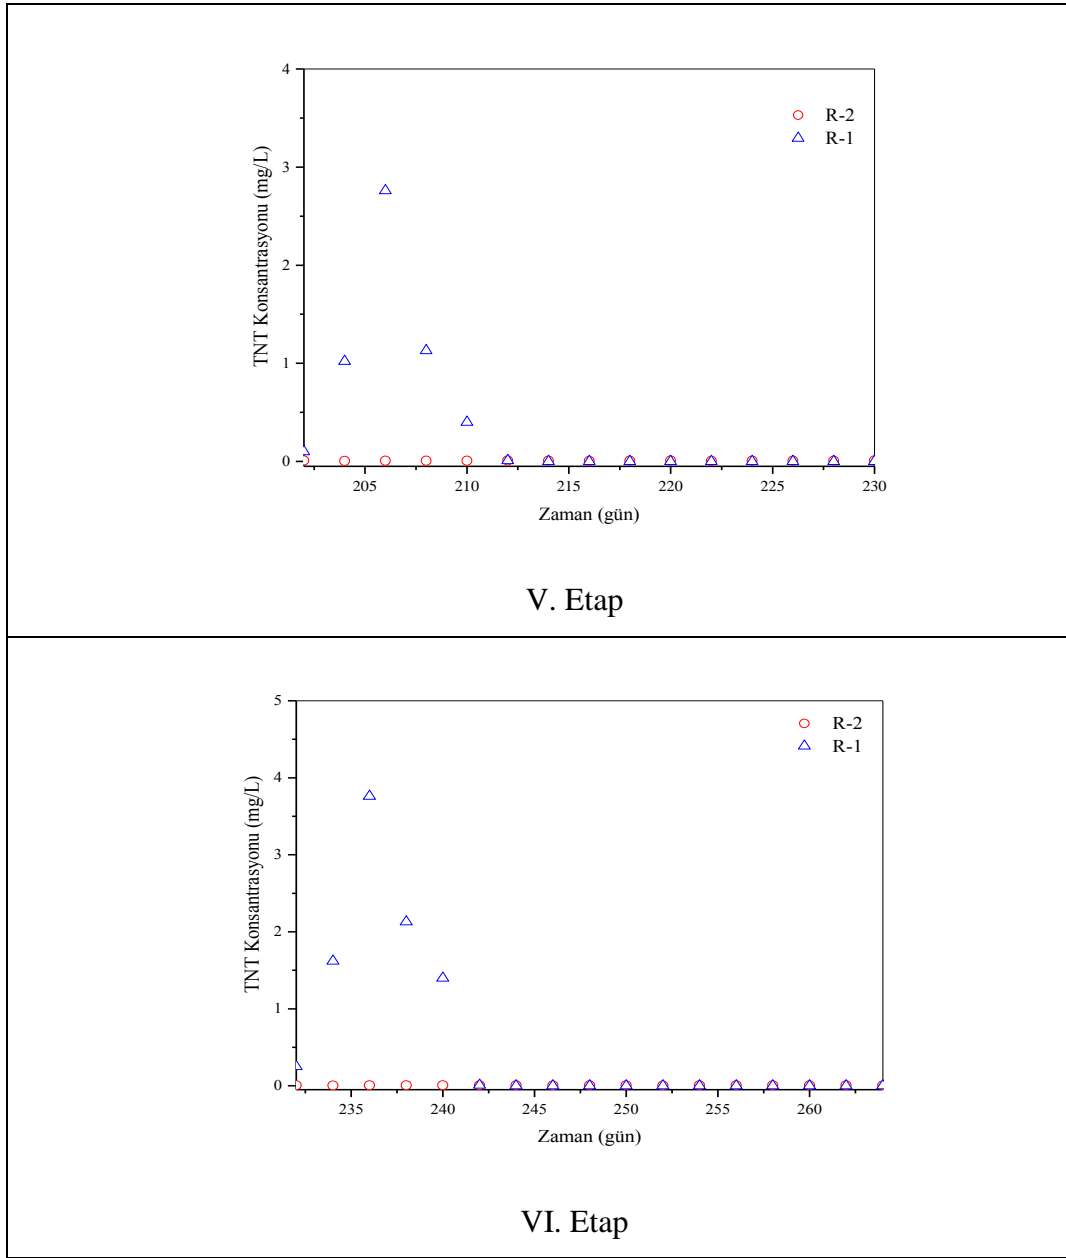 4
3
2
1
0
TNT Konsantrasyonu (mg/L)
R-2
R-1
205 210 215 220 225 230
Zaman (gün)
V. Etap
5
4
3
2
1
0
TNT Konsantrasyonu (mg/L)
R-2
R-1
235 240 245 250 255 260
Zaman (gün)
VI. Etap